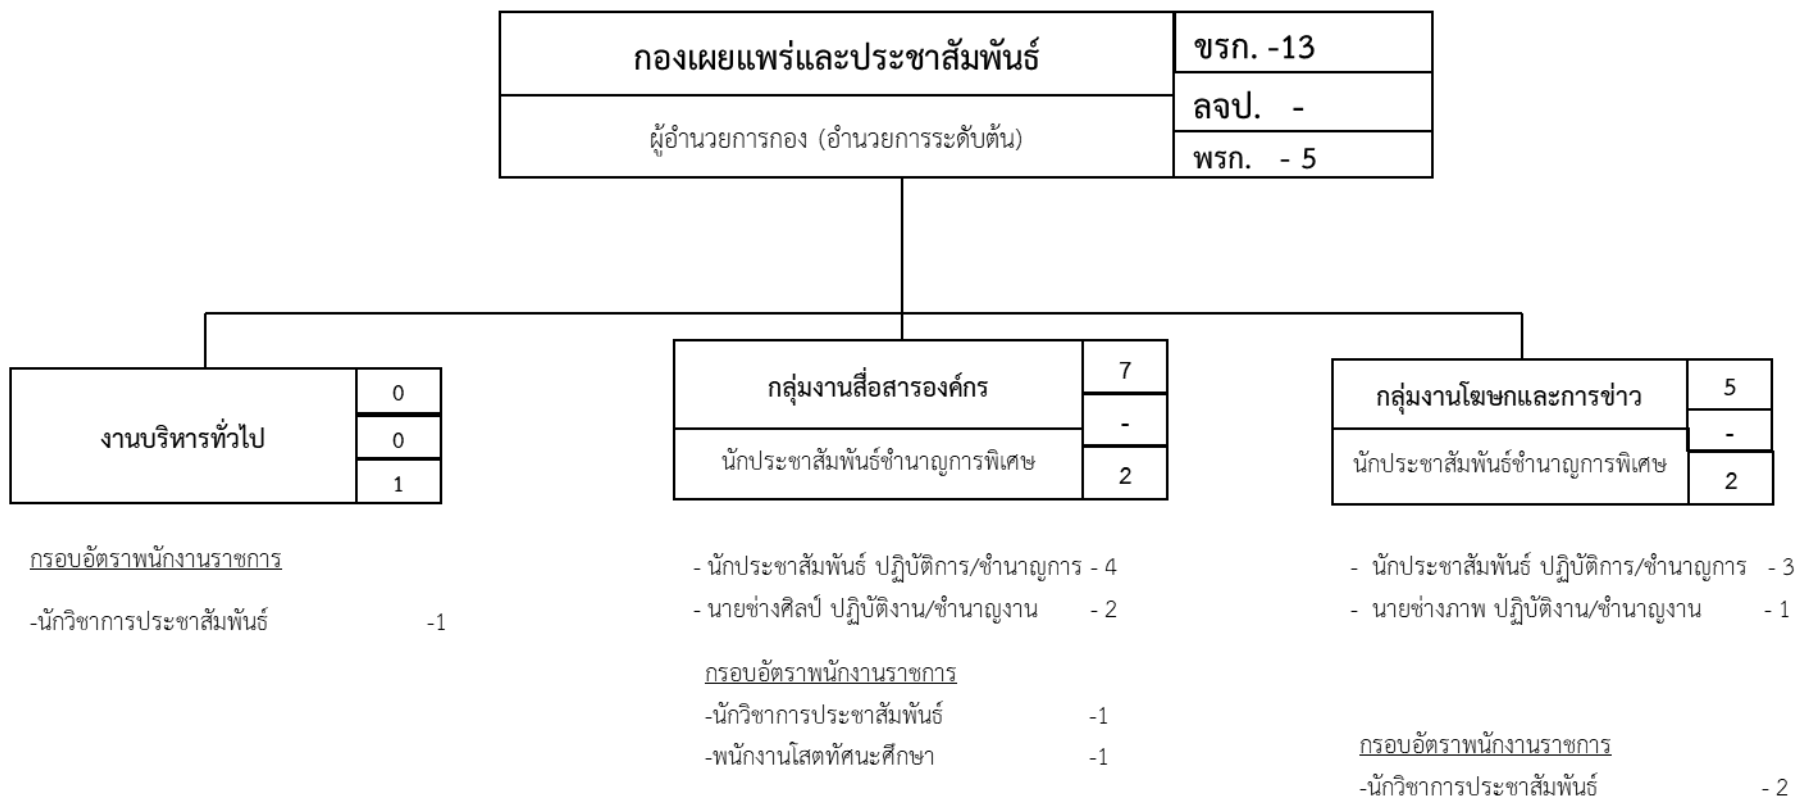 กองเผยแพร่และประชาสัมพันธ์
ผู้อำนวยการกอง (อำนวยการระดับต้น)
ขรก. -13
ลจป. -
พรก. - 5
งานบริหารทั่วไป
0
0
1
กรอบอัตราพนักงานราชการ
-นักวิชาการประชาสัมพันธ์ -1
กลุ่มงานสื่อสารองค์กร
นักประชาสัมพันธ์ชำนาญการพิเศษ
7
-
2
- นักประชาสัมพันธ์ ปฏิบัติการ/ชำนาญการ - 4
- นายช่างศิลป์ ปฏิบัติงาน/ชำนาญงาน - 2
กรอบอัตราพนักงานราชการ
-นักวิชาการประชาสัมพันธ์ -1
-พนักงานโสตทัศนะศึกษา -1
กลุ่มงานโฆษกและการข่าว
นักประชาสัมพันธ์ชำนาญการพิเศษ
5
-
2
- นักประชาสัมพันธ์ ปฏิบัติการ/ชำนาญการ - 3
- นายช่างภาพ ปฏิบัติงาน/ชำนาญงาน - 1
กรอบอัตราพนักงานราชการ
-นักวิชาการประชาสัมพันธ์ - 2